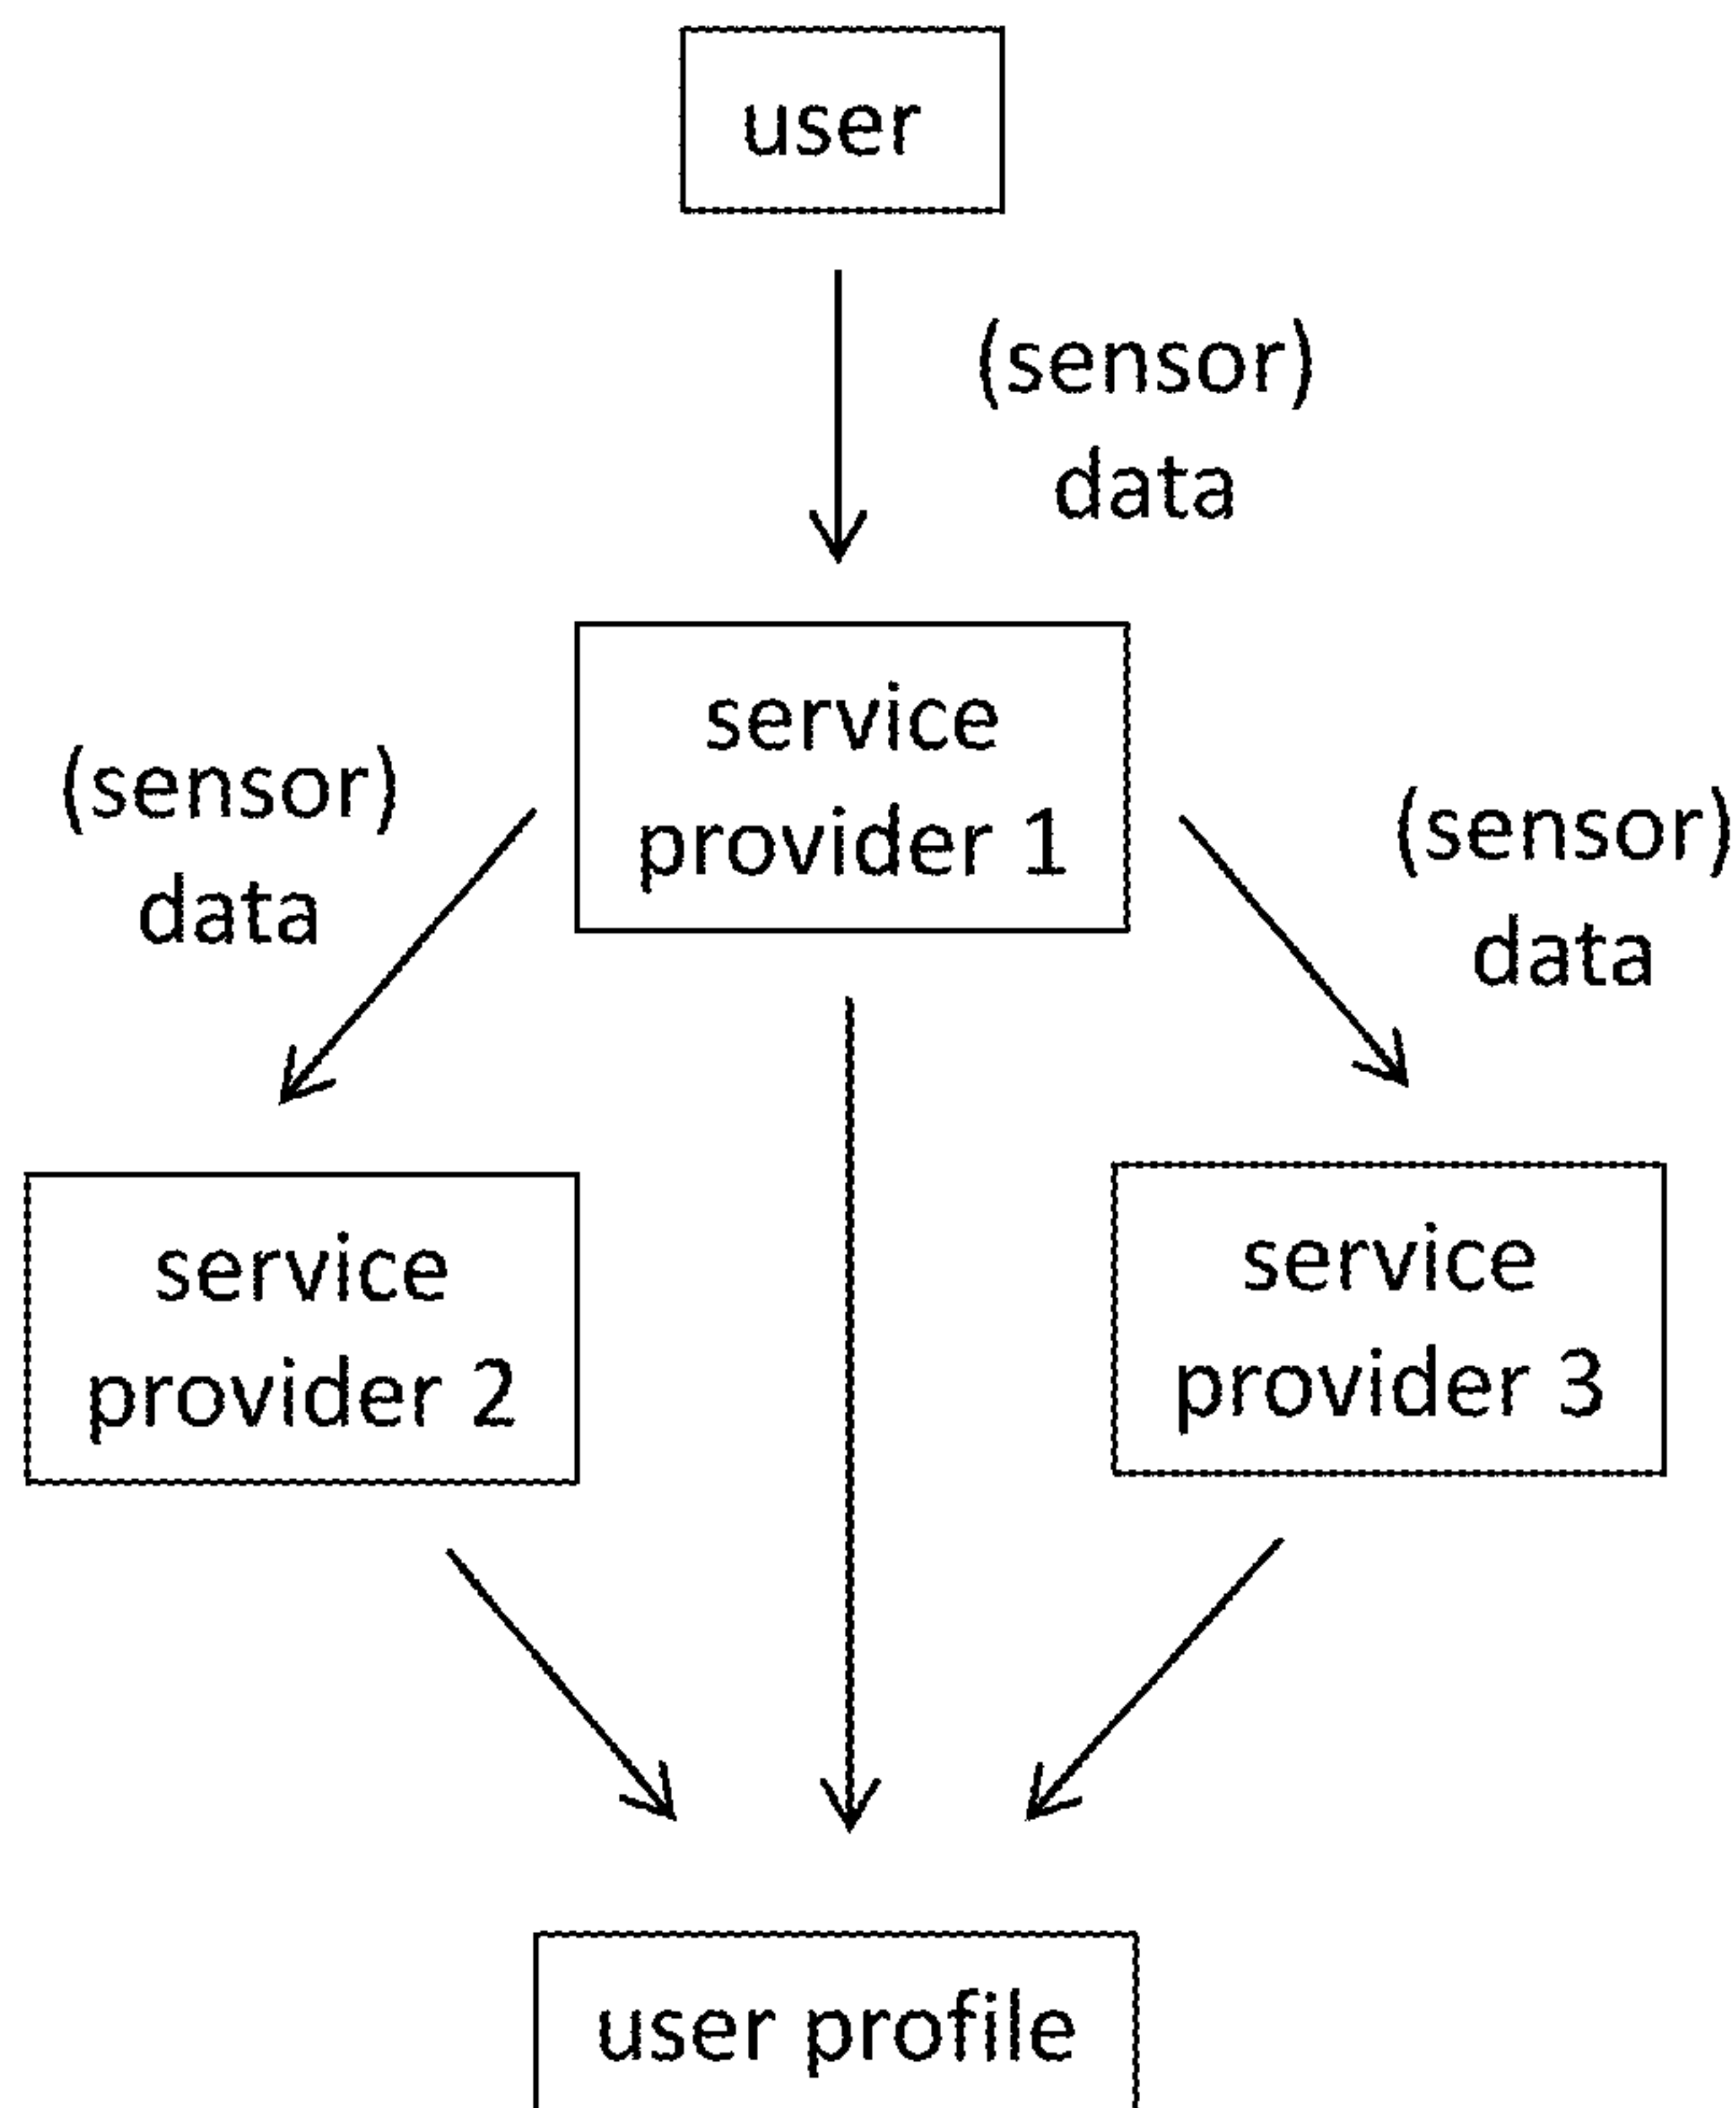 user
(sensor)
data
service
provider 1
(sensor)
data
(sensor)
data
service
provider 2
service
provider 3
user profile